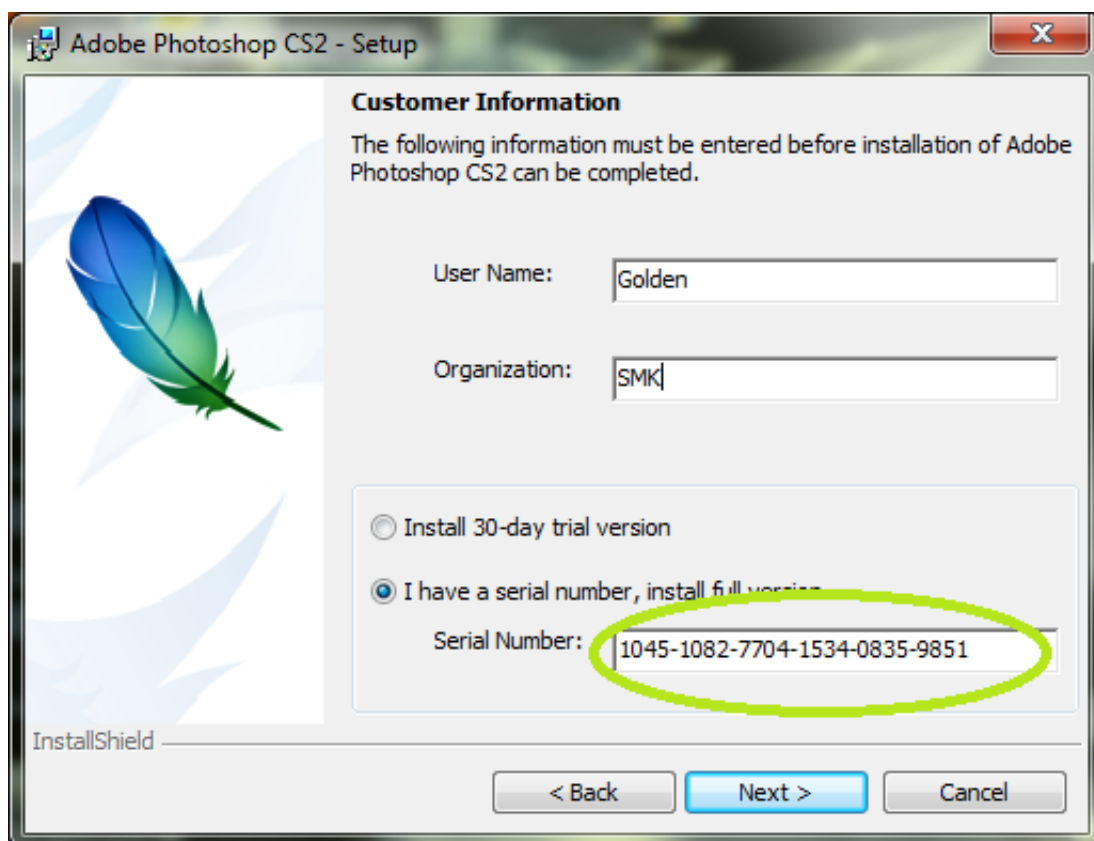 Adobe Photoshop CS2 - Setup
Customer Information
The following information must be entered before installation of Adobe
Photoshop CS2 can be completed.
User Name:
Golden
Organization:
SMK
Install 30-day trial version
I have a serial number, install full version
Serial Number:
1045-1082-7704-1534-0835-9851
InstallShield
< Back
Next >
Cancel